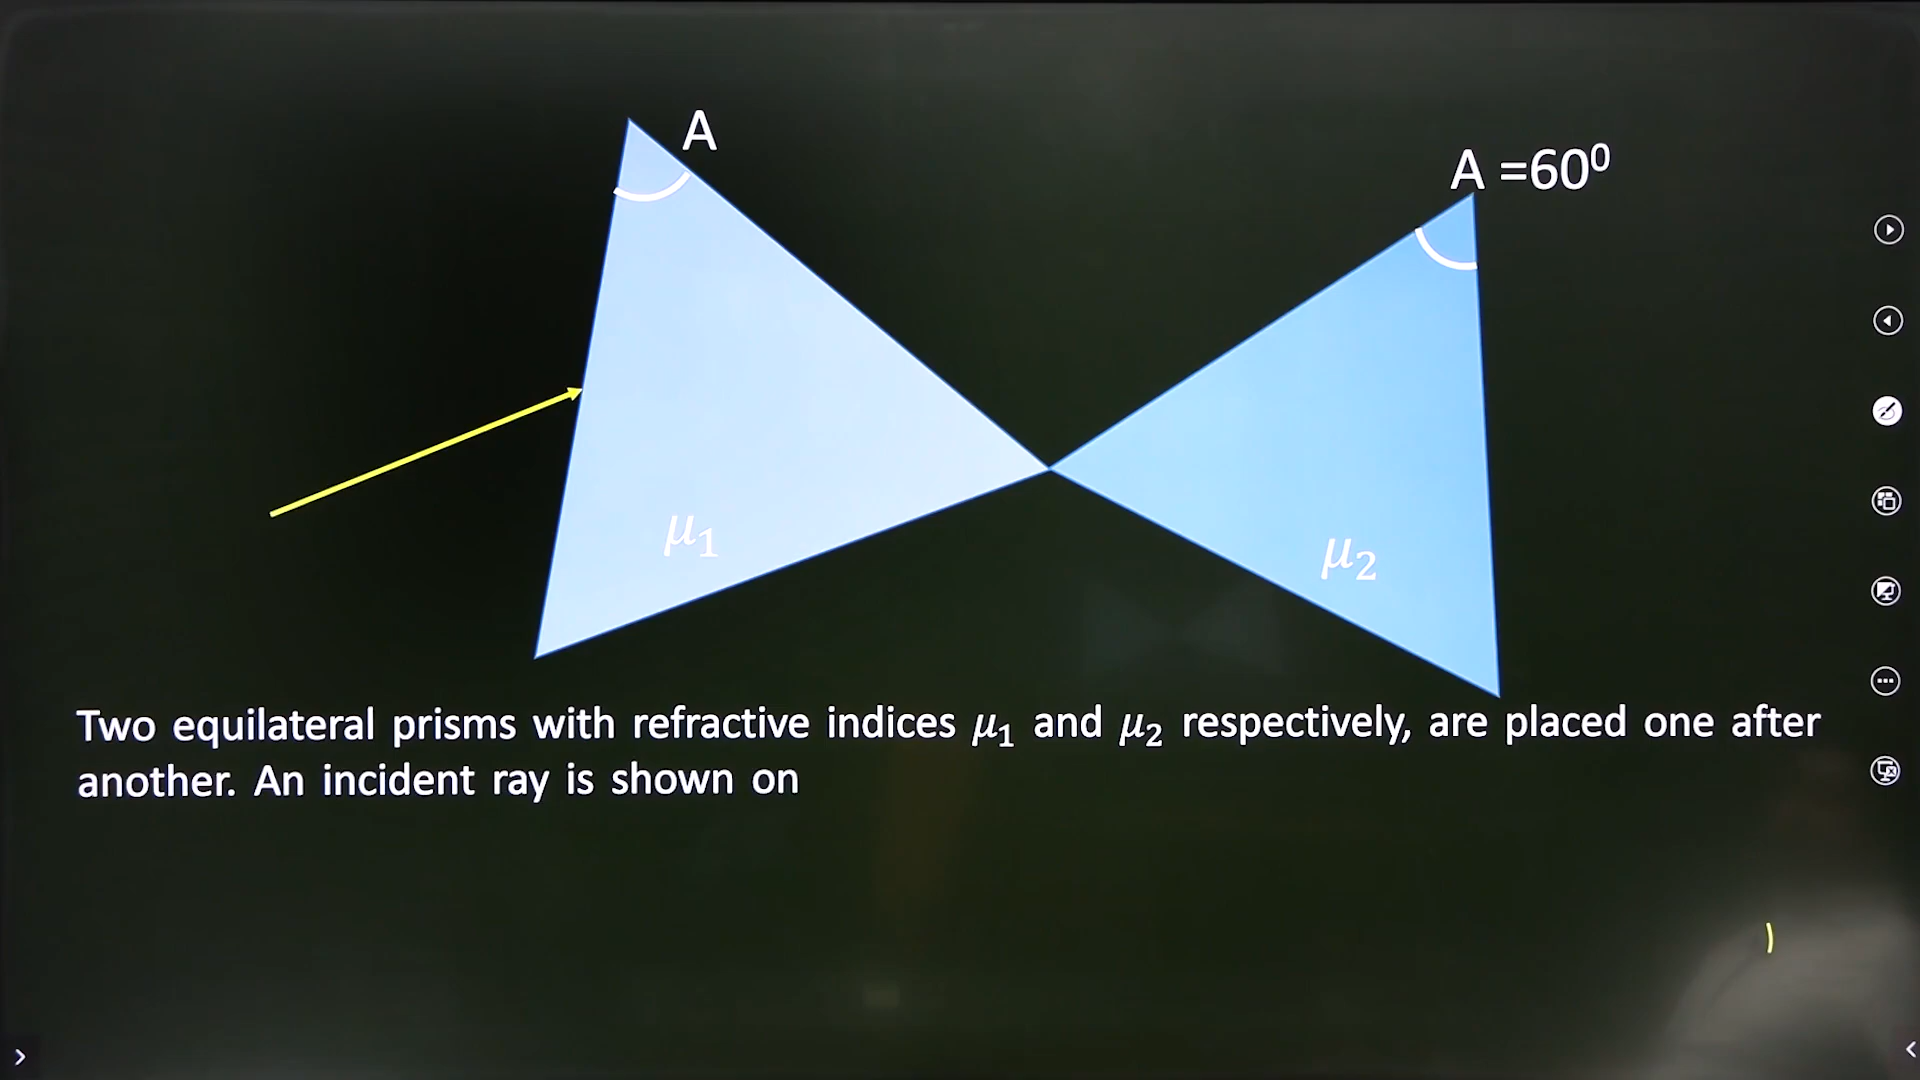 A
A =60⁰
μ₁
μ₂
Two equilateral prisms with refractive indices μ₁ and μ₂ respectively, are placed one after
another. An incident ray is shown on